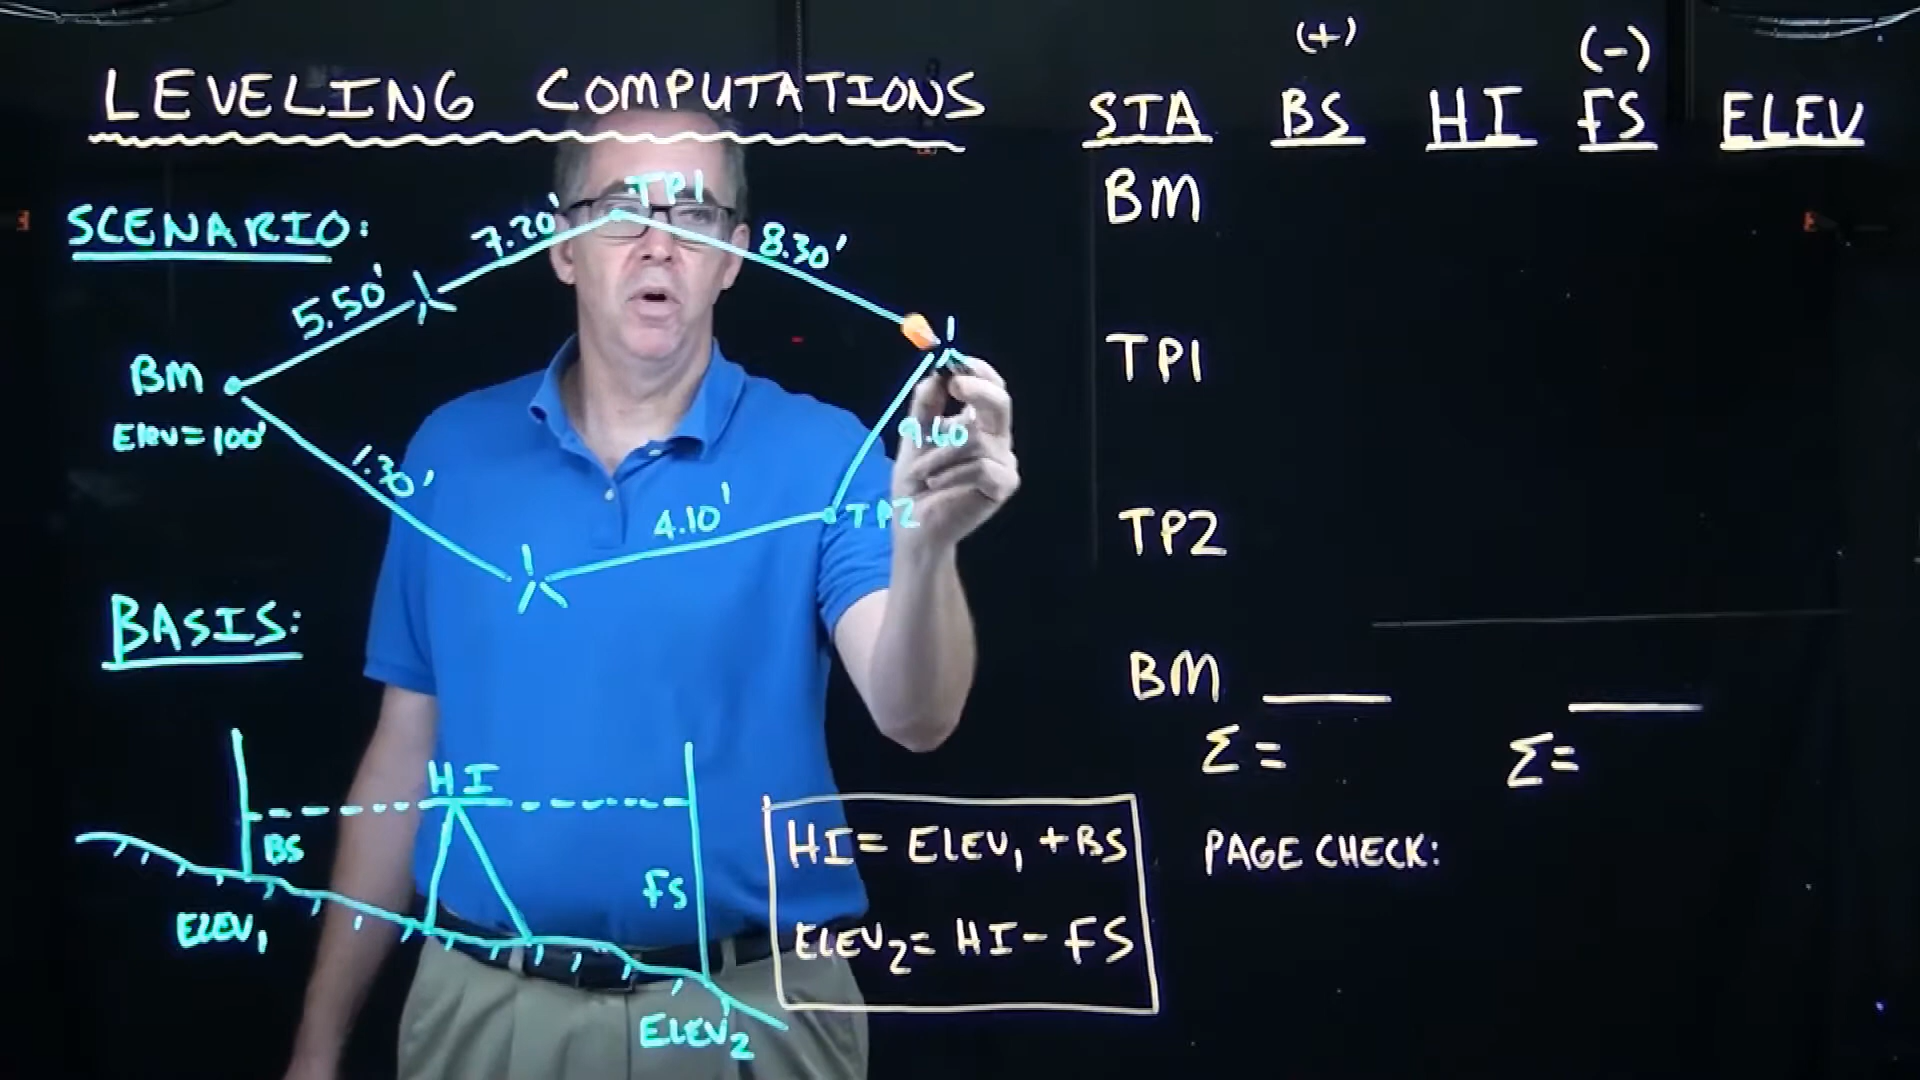 LEVELING COMPUTATIONS
SCENARIO:
5.50'
7.20'
TP1
8.30'
BM
Elev=100'
1.30'
4.10'
9.60
TP2
BASIS:
HI
BS
FS
ELEV₁
ELEV₂
HI= ELEV₁ +BS
ELEV₂= HI- FS
(+) (-)
STA BS HI FS ELEV
BM
TP1
TP2
BM
Σ= Σ=
PAGE CHECK: